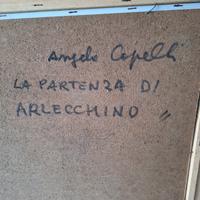 Angelo Capelli
LA PARTENZA DI
ARLECCHINO "